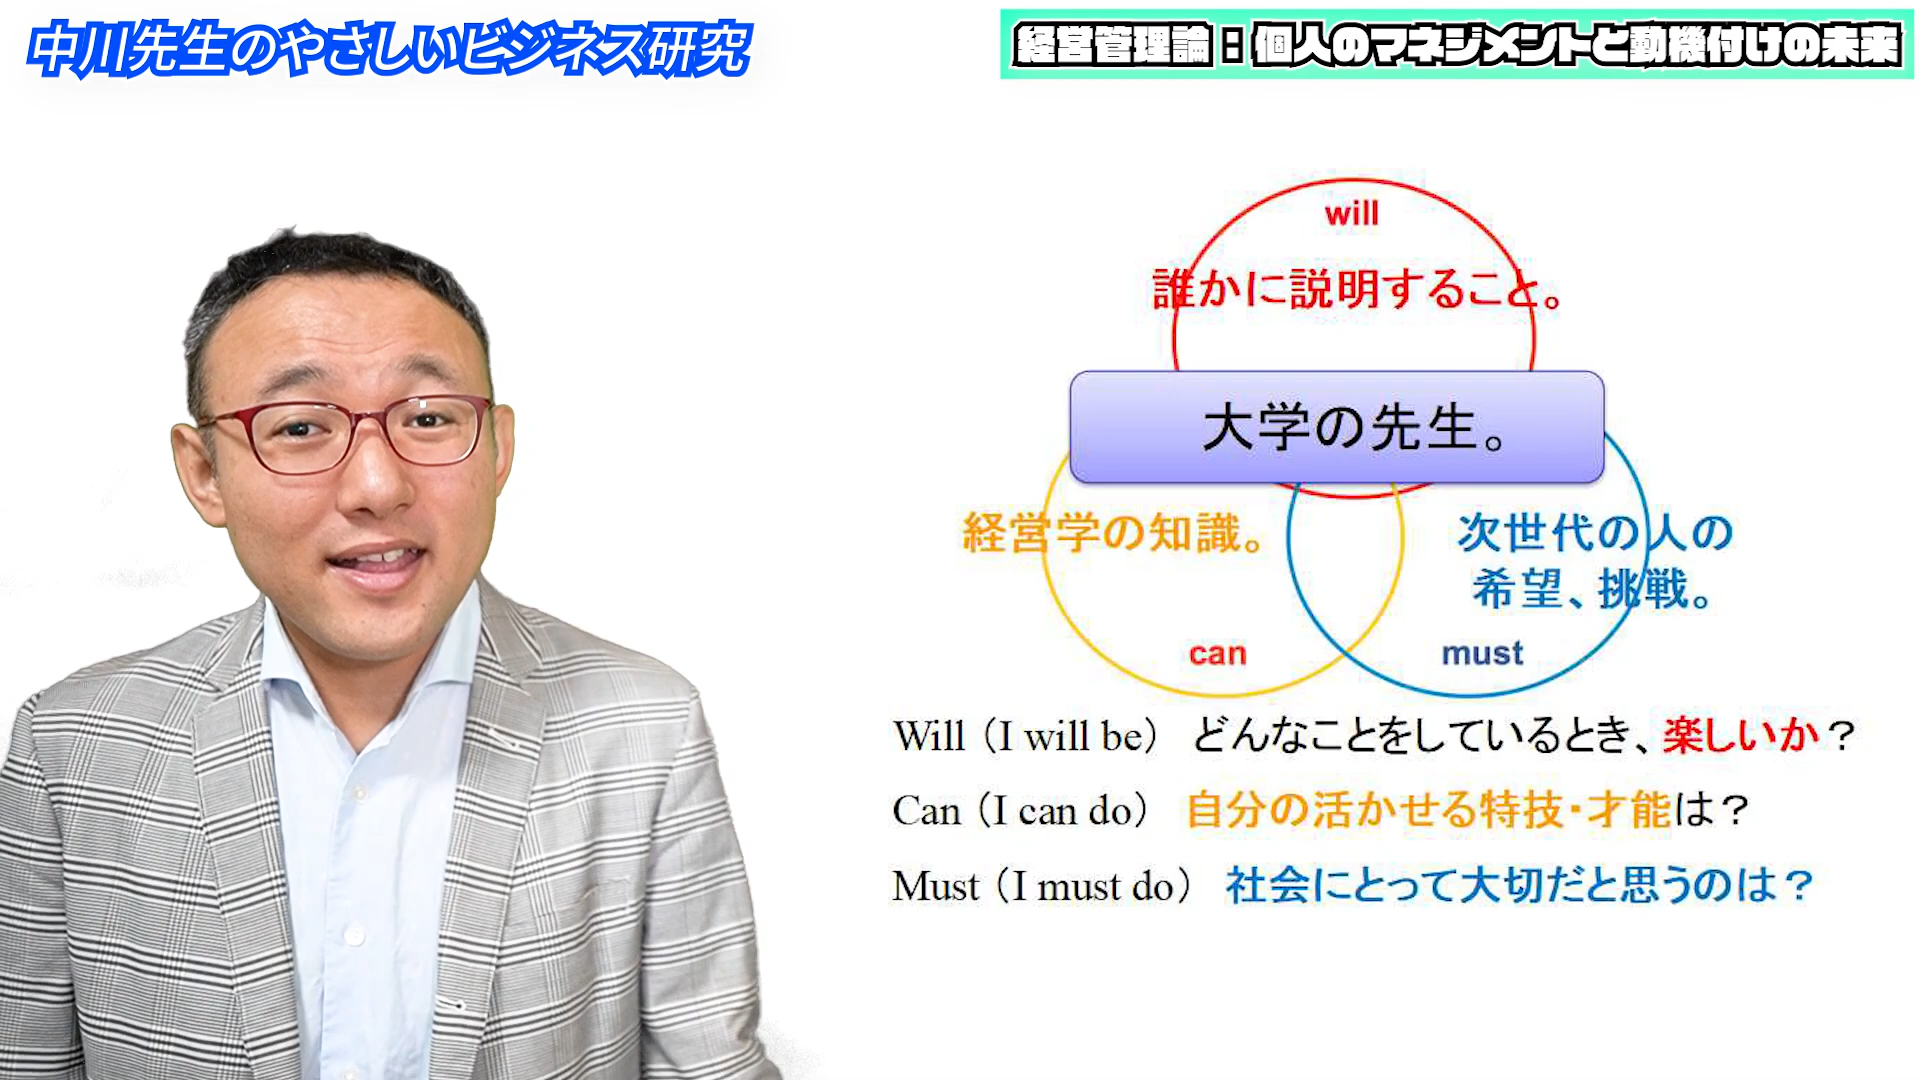 中川先生のやさしいビジネス研究
経営管理論：個人のマネジメントと動機付けの未来
will
誰かに説明すること。
大学の先生。
経営学の知識。
次世代の人の
希望、挑戦。
can
must
Will（I will be） どんなことをしているとき、楽しいか？
Can（I can do） 自分の活かせる特技・才能は？
Must（I must do） 社会にとって大切だと思うのは？